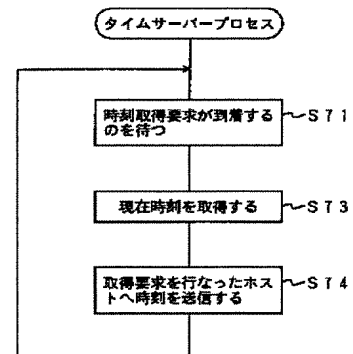 タイムサーバープロセス
時刻取得要求が到着する
のを待つ
S71
現在時刻を取得する
S73
取得要求を行なったホス
トへ時刻を送信する
S74